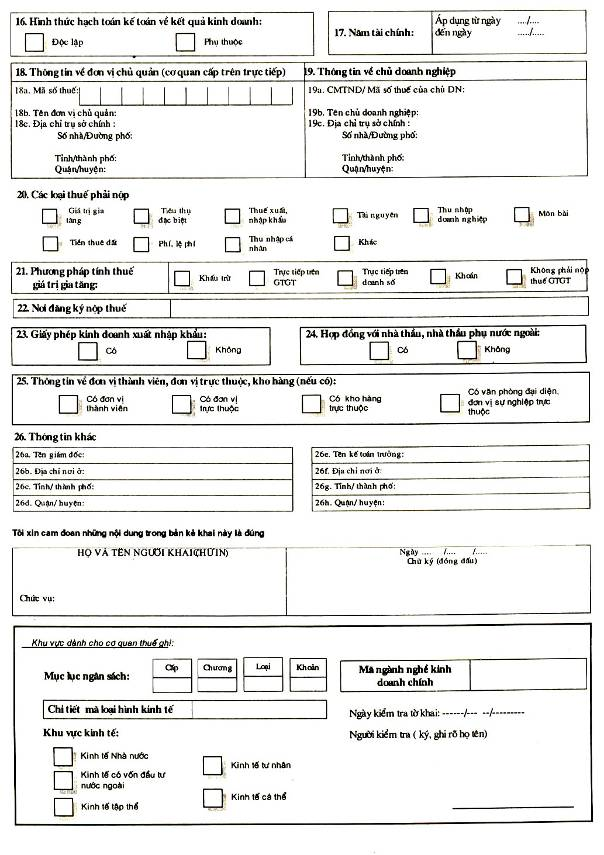 16. Hình thức hạch toán kế toán về kết quả kinh doanh:
Độc lập Phụ thuộc
17. Năm tài chính:
Áp dụng từ ngày ..../....
đến ngày ...../.....
18. Thông tin về đơn vị chủ quản (cơ quan cấp trên trực tiếp)
18a. Mã số thuế:
18b. Tên đơn vị chủ quản:
18c. Địa chỉ trụ sở chính :
Số nhà/Đường phố:
Tỉnh/thành phố:
Quận/huyện:
19. Thông tin về chủ doanh nghiệp
19a. CMTND/ Mã số thuế của chủ DN:
19b. Tên chủ doanh nghiệp:
19c. Địa chỉ trụ sở chính :
Số nhà/Đường phố:
Tỉnh/thành phố:
Quận/huyện:
20. Các loại thuế phải nộp
Giá trị gia tăng
Tiêu thụ đặc biệt
Thuế xuất, nhập khẩu
Tài nguyên
Thu nhập doanh nghiệp
Môn bài
Tiền thuê đất
Phí, lệ phí
Thu nhập cá nhân
Khác
21. Phương pháp tính thuế
giá trị gia tăng:
Khấu trừ
Trực tiếp trên GTGT
Trực tiếp trên doanh số
Khoán
Không phải nộp thuế GTGT
22. Nơi đăng ký nộp thuế
23. Giấy phép kinh doanh xuất nhập khẩu:
Có Không
24. Hợp đồng với nhà thầu, nhà thầu phụ nước ngoài:
Có Không
25. Thông tin về đơn vị thành viên, đơn vị trực thuộc, kho hàng (nếu có):
Có đơn vị thành viên
Có đơn vị trực thuộc
Có kho hàng trực thuộc
Có văn phòng đại diện, đơn vị sự nghiệp trực thuộc
26. Thông tin khác
26a. Tên giám đốc:
26b. Địa chỉ nơi ở:
26c. Tỉnh/ thành phố:
26d. Quận/ huyện:
26e. Tên kế toán trưởng:
26f. Địa chỉ nơi ở:
26g. Tỉnh/ thành phố:
26h. Quận/ huyện:
Tôi xin cam đoan những nội dung trong bản kê khai này là đúng
HỌ VÀ TÊN NGƯỜI KHAI(CHỮ IN)
Chức vụ:
Ngày ..... /.... /.....
Chữ ký (đóng dấu)
Khu vực dành cho cơ quan thuế ghi:
Mục lục ngân sách:
Cấp Chương Loại Khoản
Mã ngành nghề kinh
doanh chính
Chi tiết mã loại hình kinh tế
Ngày kiểm tra tờ khai: ------/--- --/---------
Khu vực kinh tế:
Người kiểm tra ( ký, ghi rõ họ tên)
Kinh tế Nhà nước
Kinh tế có vốn đầu tư
nước ngoài
Kinh tế tập thể
Kinh tế tư nhân
Kinh tế cá thể